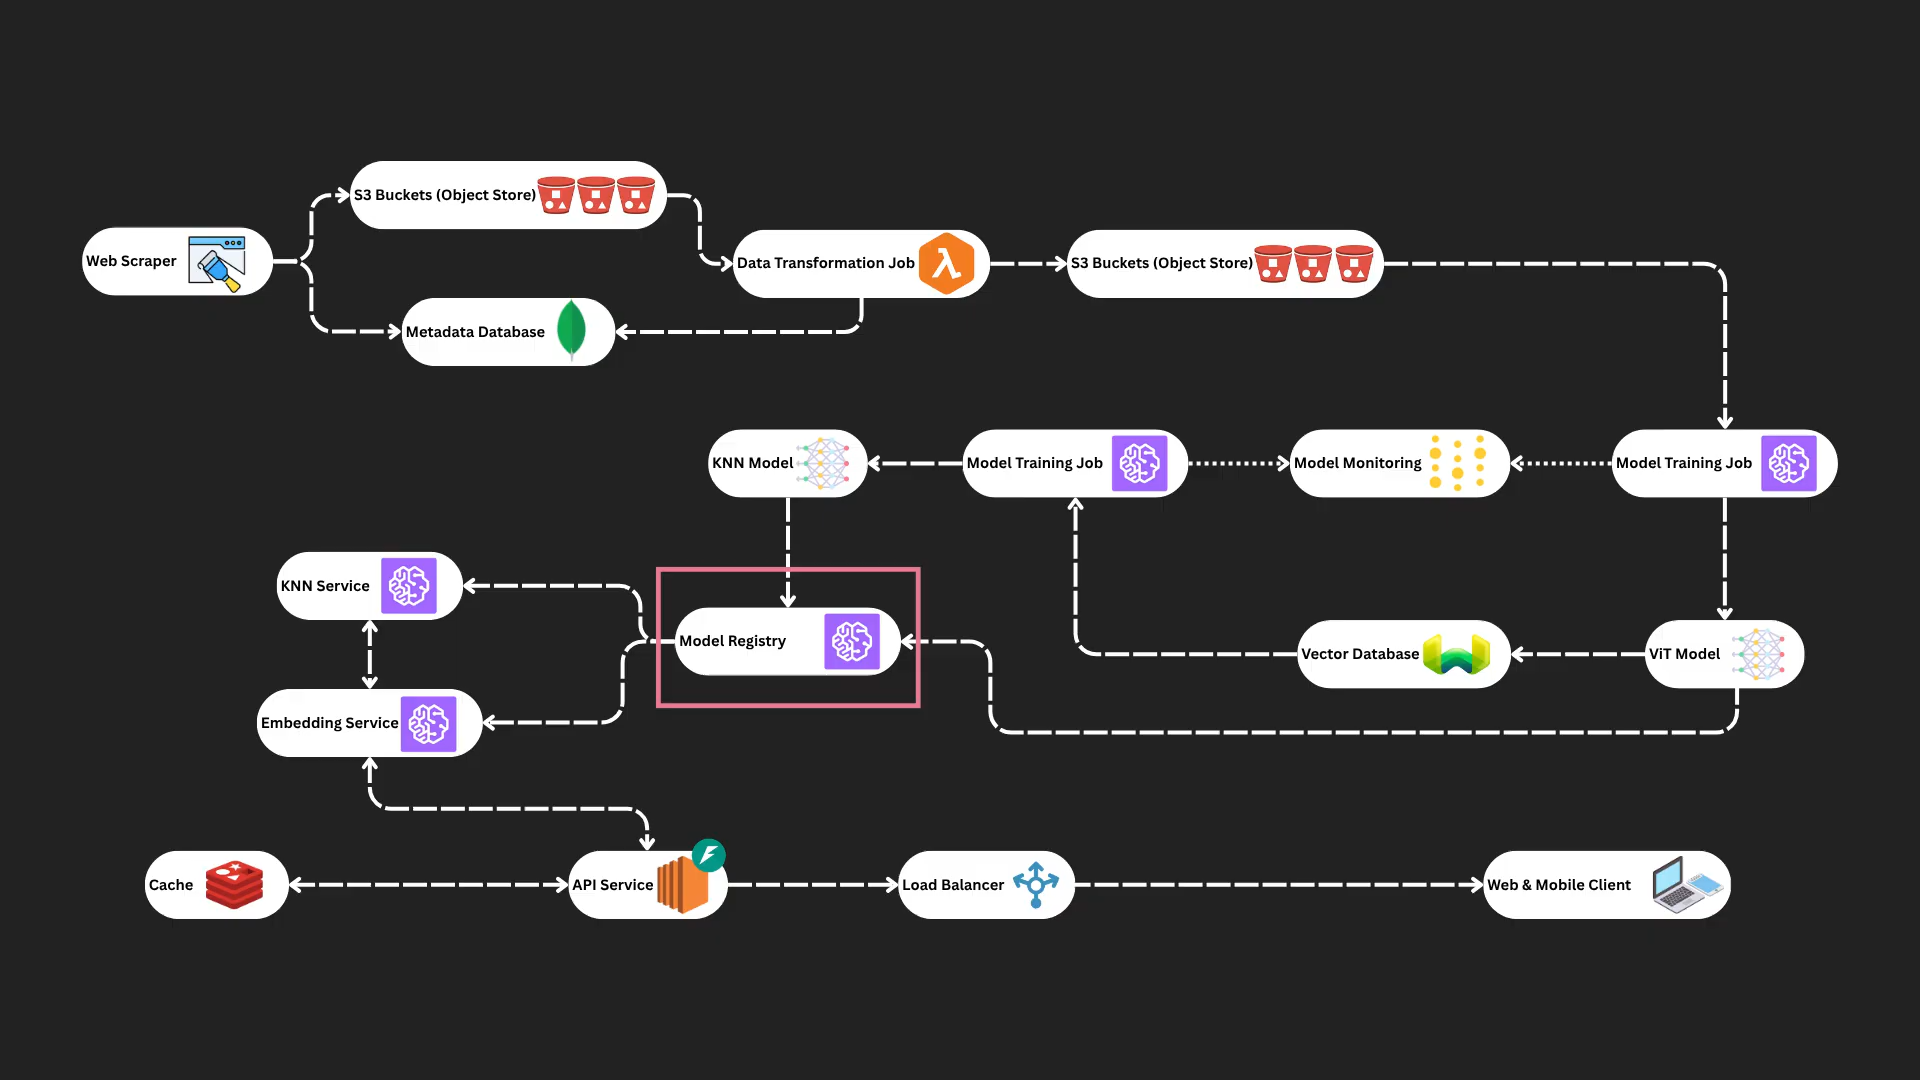 S3 Buckets (Object Store)
Web Scraper
Data Transformation Job
S3 Buckets (Object Store)
Metadata Database
KNN Model
Model Training Job
Model Monitoring
Model Training Job
KNN Service
Model Registry
Vector Database
ViT Model
Embedding Service
Cache
API Service
Load Balancer
Web & Mobile Client